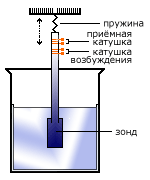 пружина
приёмная
катушка
катушка
возбуждения
зонд